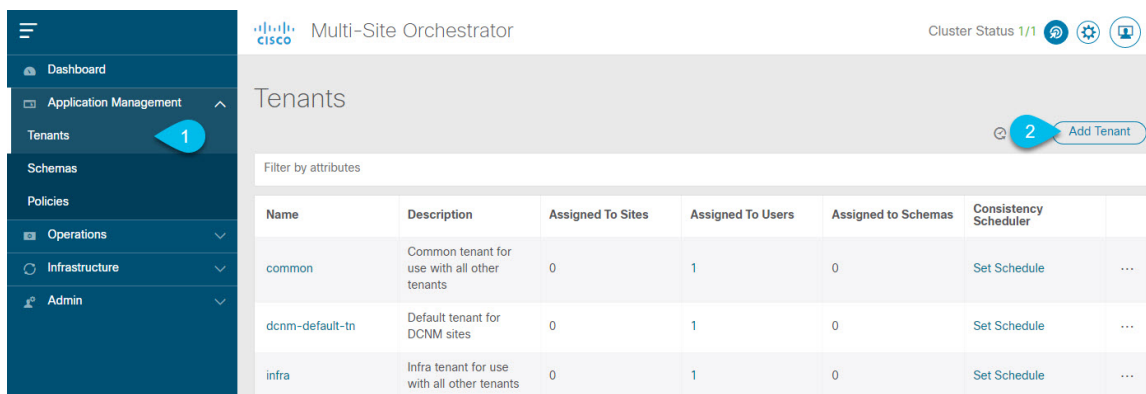 CISCO
Multi-Site Orchestrator
Cluster Status 1/1
Dashboard
Application Management
Tenants
1
Schemas
Policies
Operations
Infrastructure
Admin
Tenants
2
Add Tenant
Filter by attributes
Name
Description
Assigned To Sites
Assigned To Users
Assigned to Schemas
Consistency
Scheduler
common
Common tenant for
use with all other
tenants
0
1
0
Set Schedule
...
dcnm-default-tn
Default tenant for
DCNM sites
0
1
0
Set Schedule
...
infra
Infra tenant for use
with all other tenants
0
1
0
Set Schedule
...